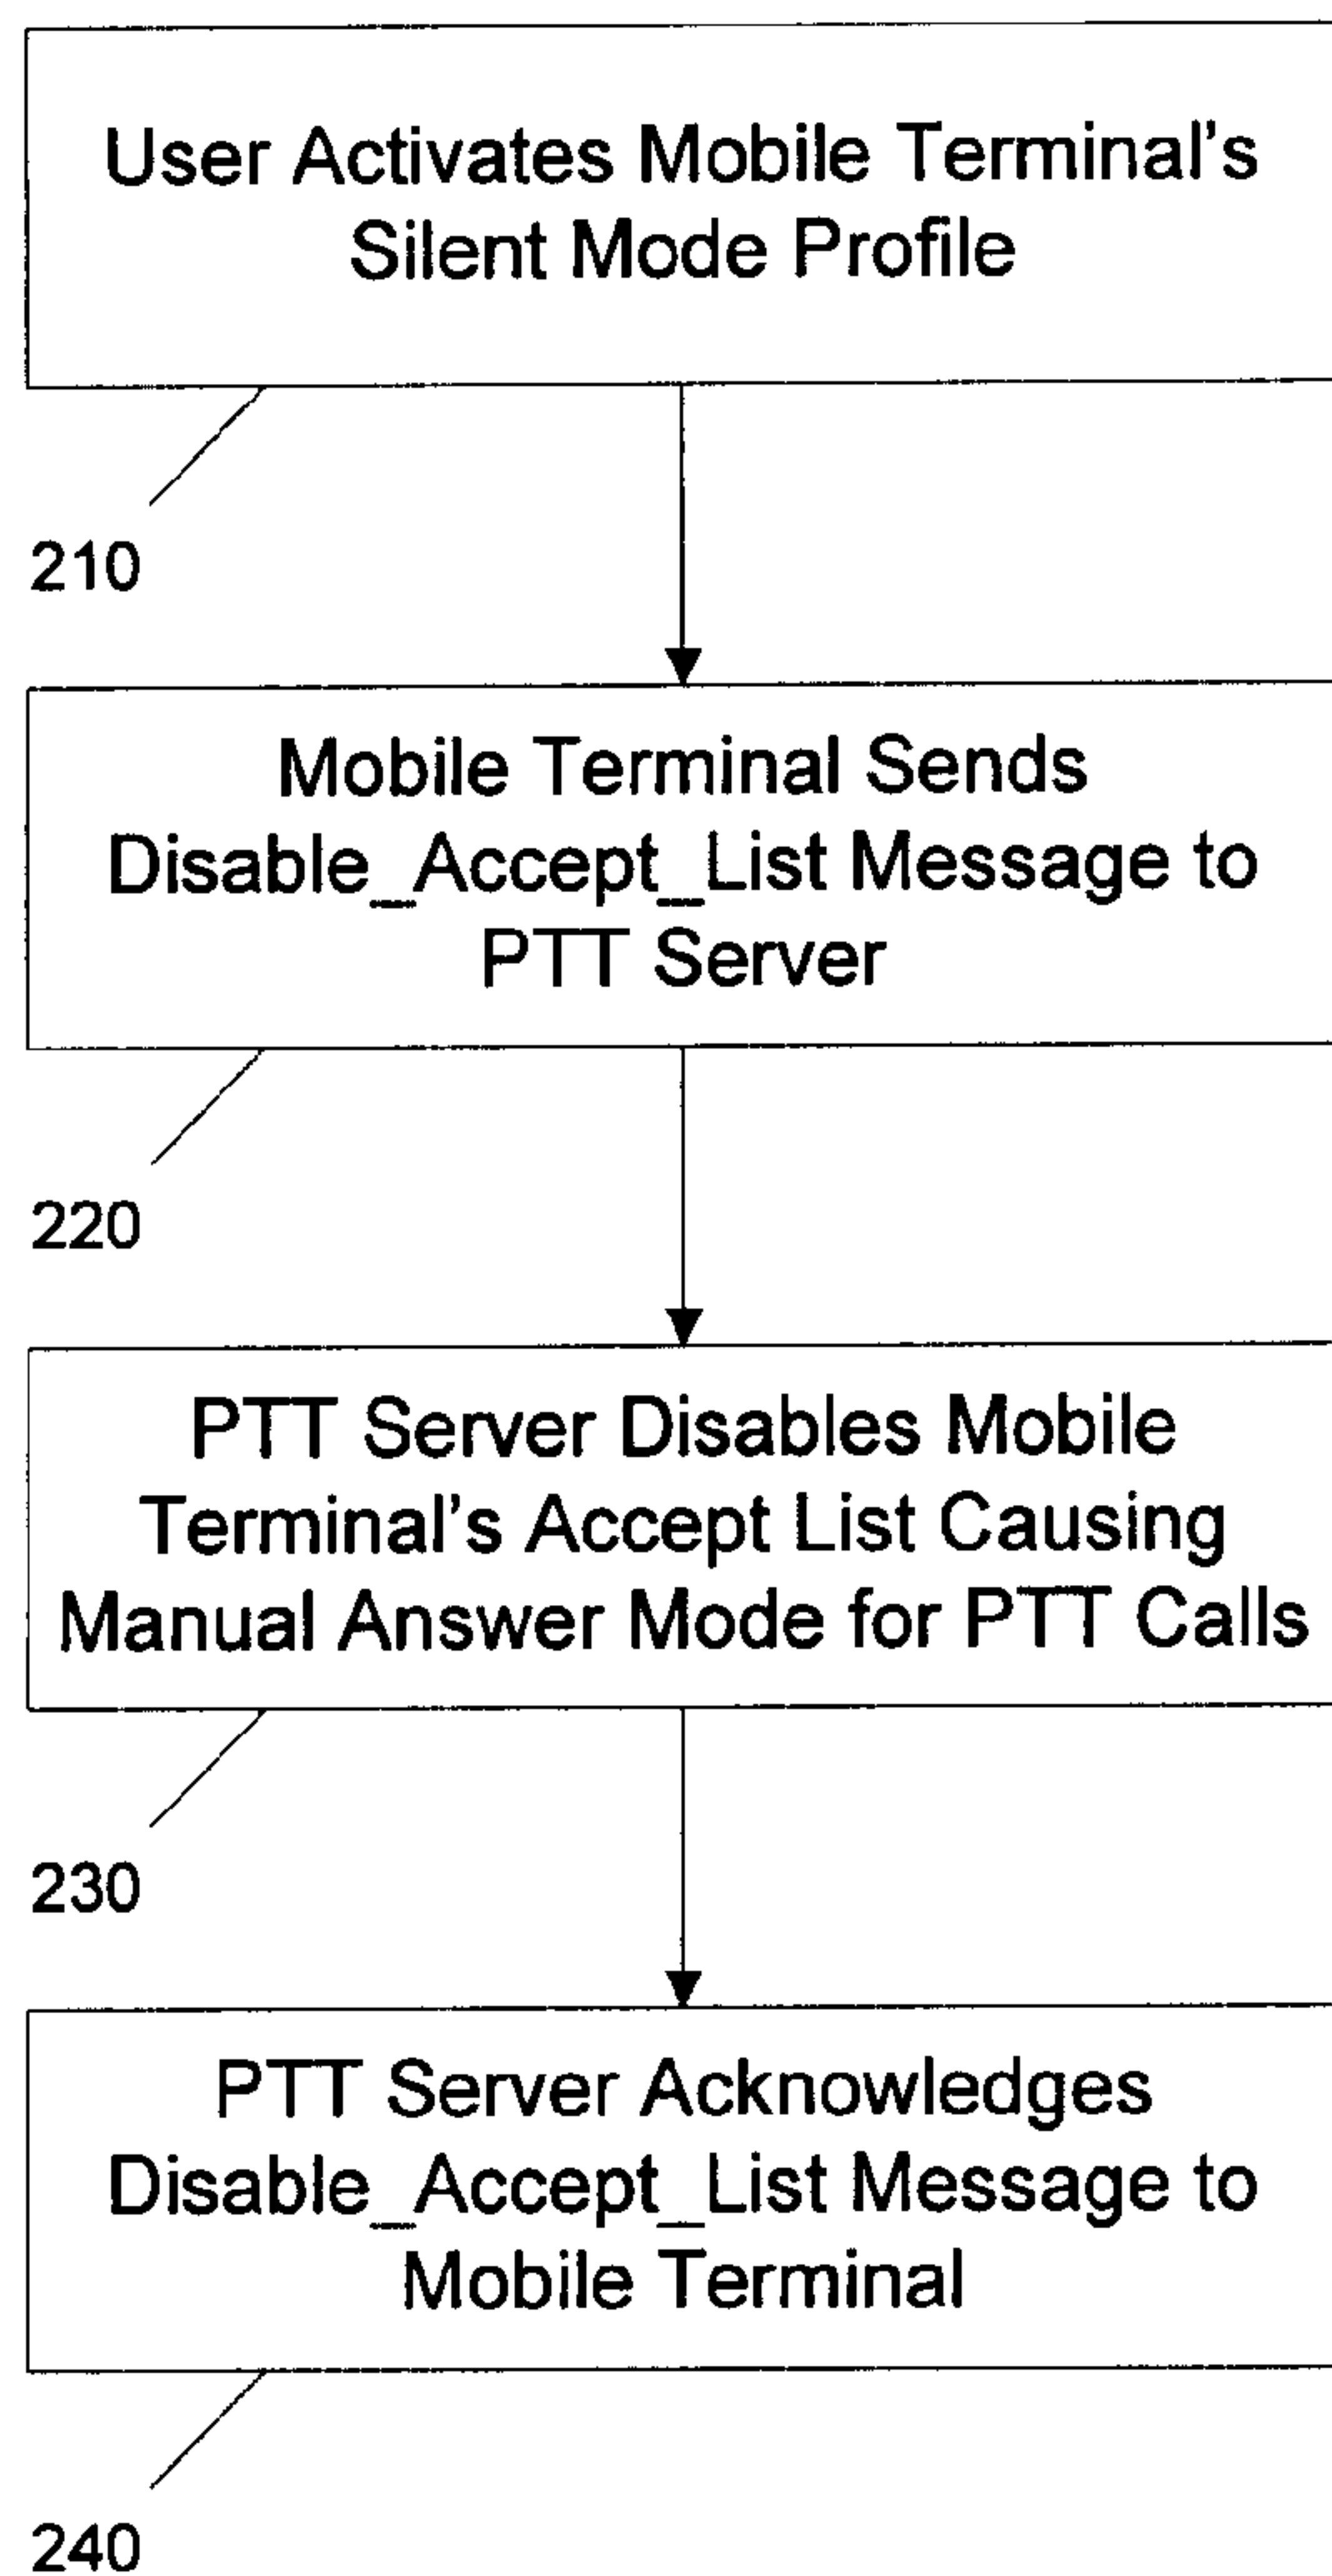 User Activates Mobile Terminal's
Silent Mode Profile
210
Mobile Terminal Sends
Disable_Accept_List Message to
PTT Server
220
PTT Server Disables Mobile
Terminal's Accept List Causing
Manual Answer Mode for PTT Calls
230
PTT Server Acknowledges
Disable_Accept_List Message to
Mobile Terminal
240